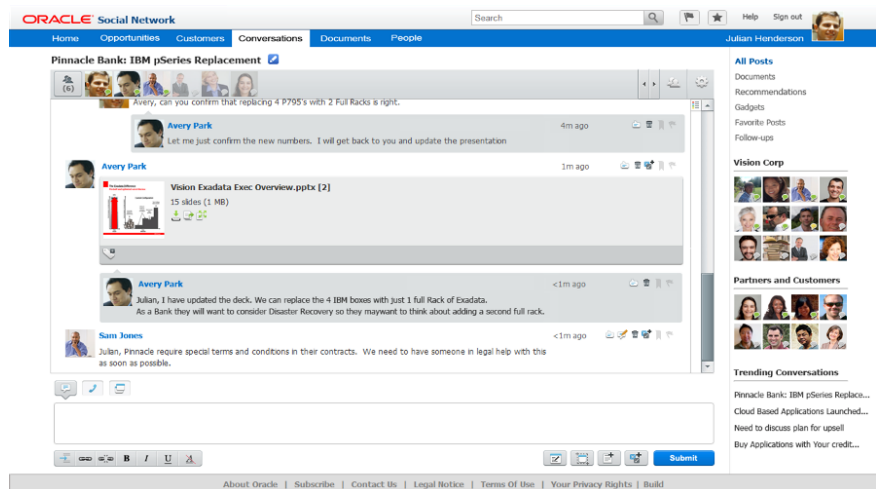 ORACLE Social Network
Search
Help Sign out
Home Opportunities Customers Conversations Documents People
Julian Henderson
Pinnacle Bank: IBM pSeries Replacement
(6)
Avery, can you confirm that replacing 4 P795's with 2 Full Racks is right.
Avery Park 4m ago
Let me just confirm the new numbers. I will get back to you and update the presentation
Avery Park 1m ago
Vision Exadata Exec Overview.pptx [2]
15 slides (1 MB)
Avery Park <1m ago
Julian, I have updated the deck. We can replace the 4 IBM boxes with just 1 full Rack of Exadata.
As a Bank they will want to consider Disaster Recovery so they maywant to think about adding a second full rack.
Sam Jones <1m ago
Julian, Pinnacle require special terms and conditions in their contracts. We need to have someone in legal help with this
as soon as possible.
B I U A
Submit
All Posts
Documents
Recommendations
Gadgets
Favorite Posts
Follow-ups
Vision Corp
Partners and Customers
Trending Conversations
Pinnacle Bank: IBM pSeries Replace...
Cloud Based Applications Launched...
Need to discuss plan for upsell
Buy Applications with Your credit...
About Oracle | Subscribe | Contact Us | Legal Notice | Terms Of Use | Your Privacy Rights | Build